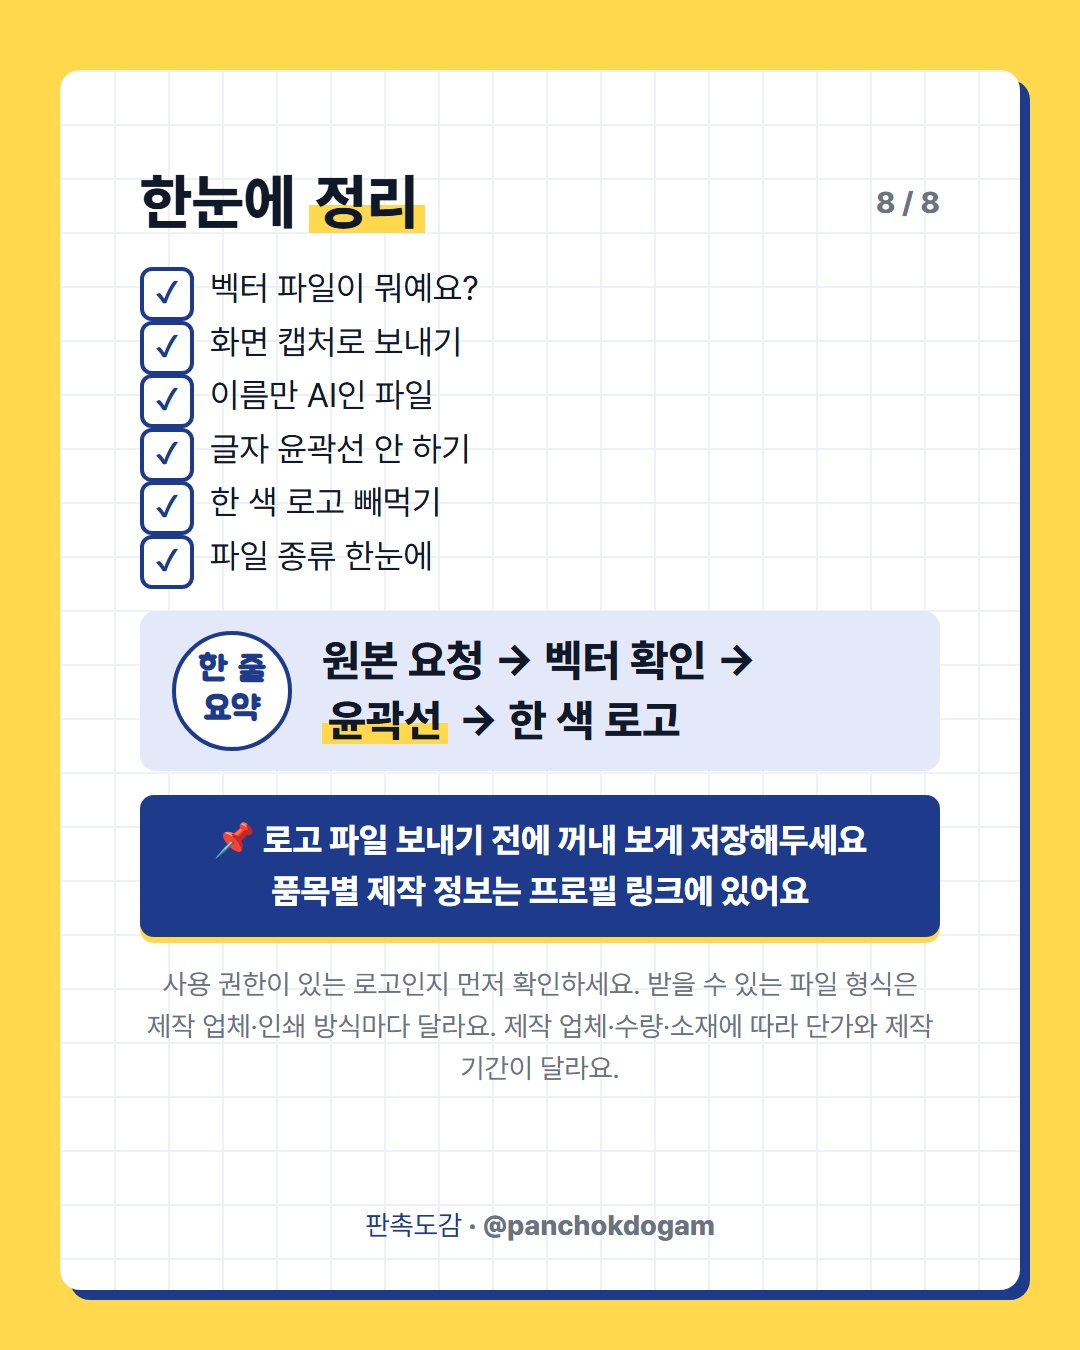 한눈에 정리
8 / 8
✓ 벡터 파일이 뭐예요?
✓ 화면 캡처로 보내기
✓ 이름만 AI인 파일
✓ 글자 윤곽선 안 하기
✓ 한 색 로고 빼먹기
✓ 파일 종류 한눈에
한 줄
요약
원본 요청 → 벡터 확인 →
윤곽선 → 한 색 로고
📌 로고 파일 보내기 전에 꺼내 보게 저장해두세요
품목별 제작 정보는 프로필 링크에 있어요
사용 권한이 있는 로고인지 먼저 확인하세요. 받을 수 있는 파일 형식은
제작 업체·인쇄 방식마다 달라요. 제작 업체·수량·소재에 따라 단가와 제작
기간이 달라요.
판촉도감 · @panchokdogam